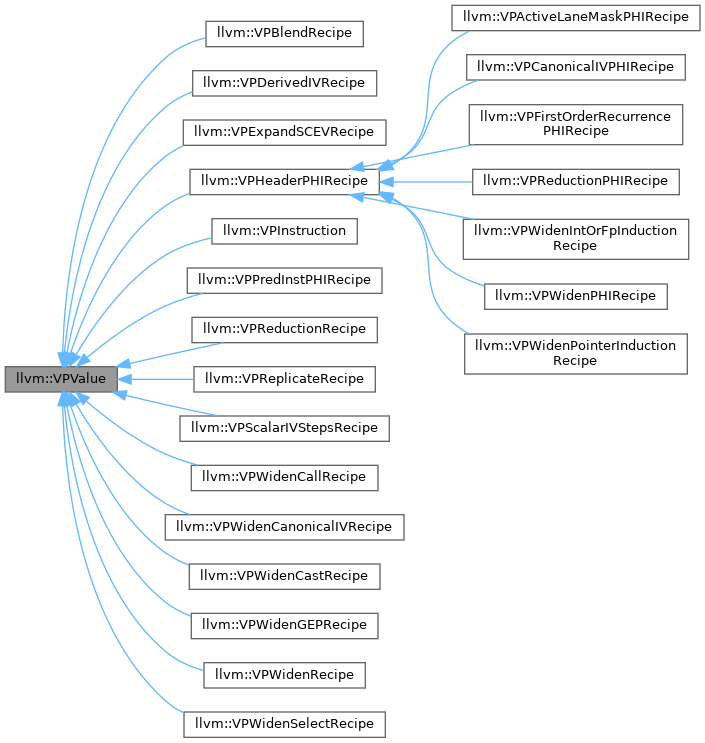 llvm::VPValue
llvm::VPBlendRecipe
llvm::VPDerivedIVRecipe
llvm::VPExpandSCEVRecipe
llvm::VPHeaderPHIRecipe
llvm::VPInstruction
llvm::VPPredInstPHIRecipe
llvm::VPReductionRecipe
llvm::VPReplicateRecipe
llvm::VPScalarIVStepsRecipe
llvm::VPWidenCallRecipe
llvm::VPWidenCanonicalIVRecipe
llvm::VPWidenCastRecipe
llvm::VPWidenGEPRecipe
llvm::VPWidenRecipe
llvm::VPWidenSelectRecipe
llvm::VPActiveLaneMaskPHIRecipe
llvm::VPCanonicalIVPHIRecipe
llvm::VPFirstOrderRecurrence
PHIRecipe
llvm::VPReductionPHIRecipe
llvm::VPWidenIntOrFpInduction
Recipe
llvm::VPWidenPHIRecipe
llvm::VPWidenPointerInduction
Recipe